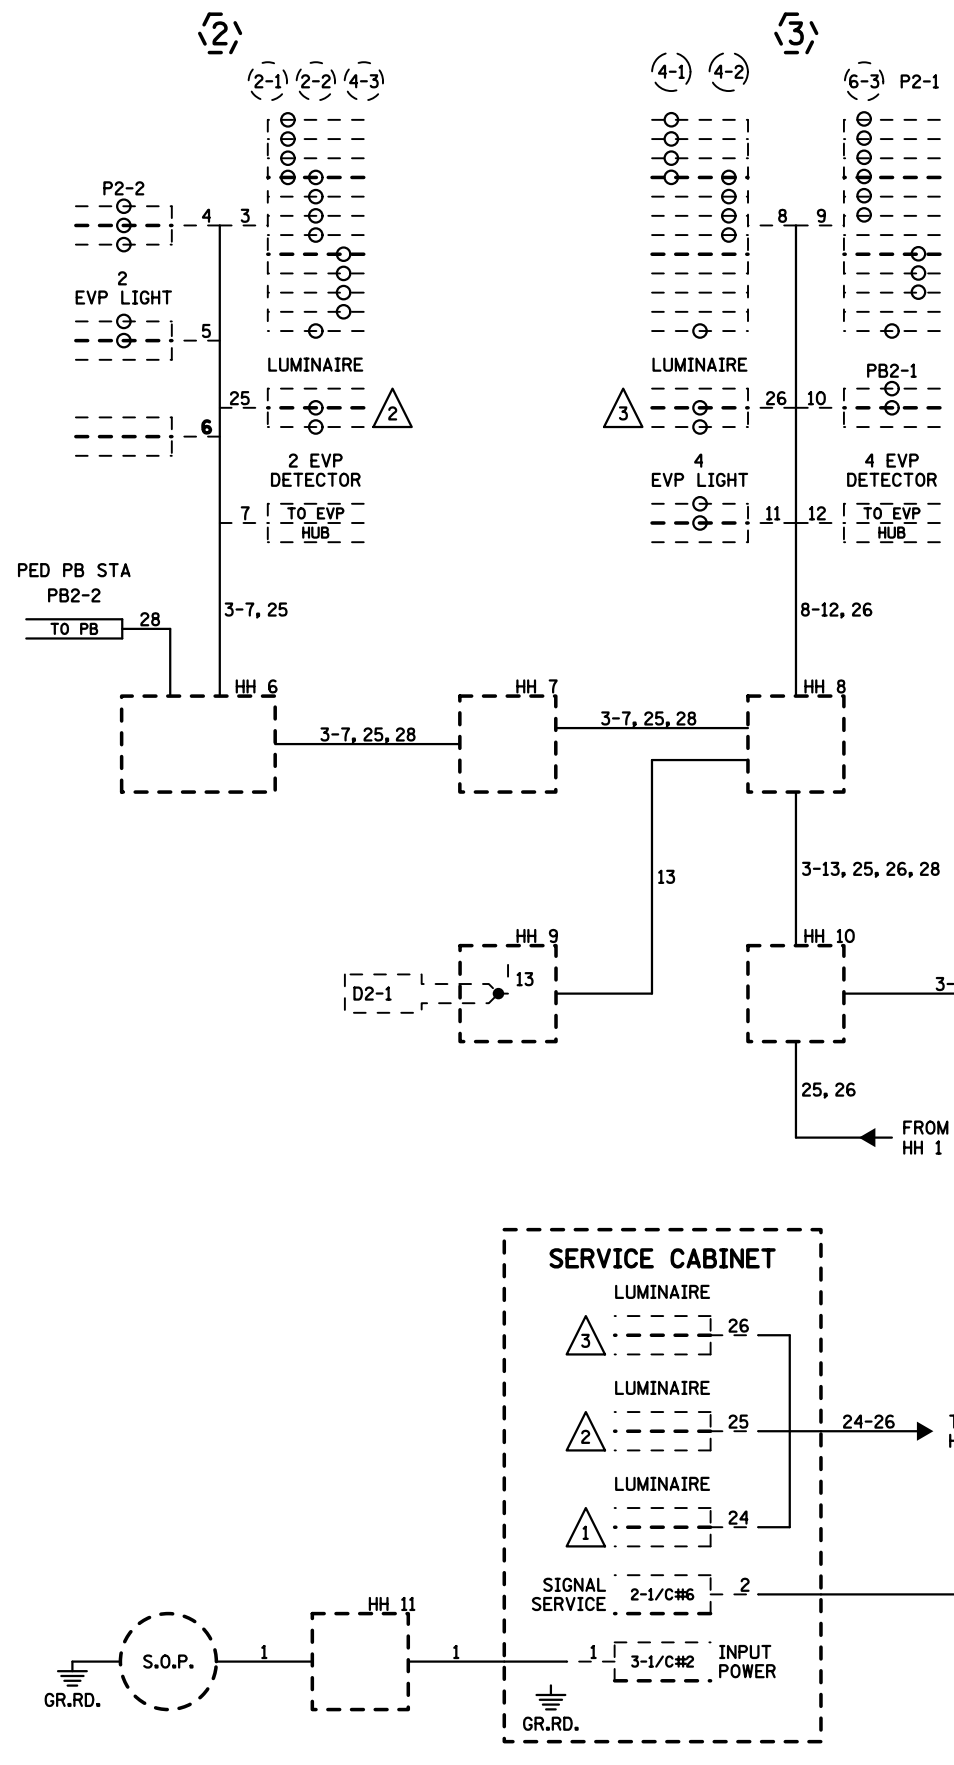 2
3
2-1 2-2 4-3
4-1 4-2
6-3 P2-1
P2-2
4 3
8 9
2
EVP LIGHT
5
LUMINAIRE
25
2
6
2 EVP
DETECTOR
7
TO EVP
HUB
LUMINAIRE
3
26 10
PB2-1
4
EVP LIGHT
11 12
4 EVP
DETECTOR
TO EVP
HUB
PED PB STA
PB2-2
TO PB
28
3-7, 25
8-12, 26
HH 6
HH 7
HH 8
3-7, 25, 28
3-7, 25, 28
13
3-13, 25, 26, 28
HH 9
HH 10
D2-1
13
3-
25, 26
FROM
HH 1
SERVICE CABINET
LUMINAIRE
3
26
LUMINAIRE
2
25
24-26
LUMINAIRE
1
24
SIGNAL
SERVICE
2-1/C#6
2
HH 11
S.O.P.
1
1
1
3-1/C#2
INPUT
POWER
GR.RD.
GR.RD.